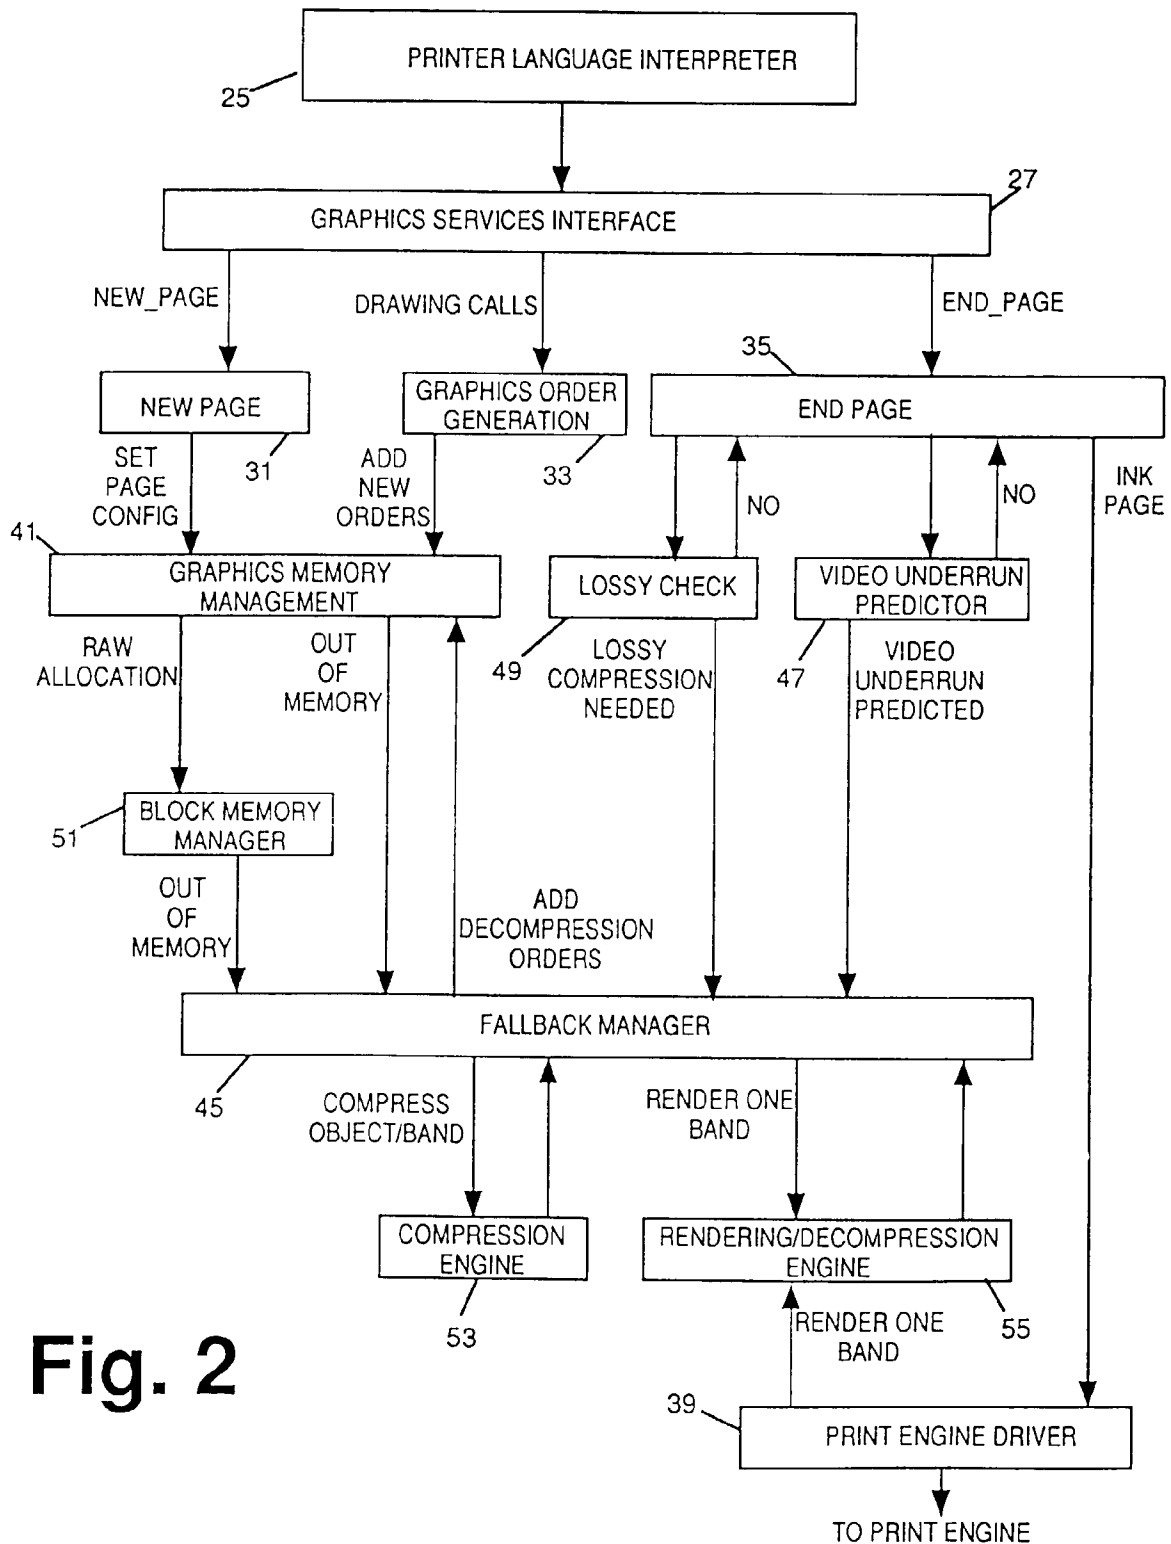 PRINTER LANGUAGE INTERPRETER
25
27
GRAPHICS SERVICES INTERFACE
NEW_PAGE
DRAWING CALLS
END_PAGE
35
NEW PAGE
GRAPHICS ORDER
GENERATION
END PAGE
31
33
SET
PAGE
CONFIG
ADD
NEW
ORDERS
NO
NO
INK
PAGE
41
GRAPHICS MEMORY
MANAGEMENT
LOSSY CHECK
VIDEO UNDERRUN
PREDICTOR
49
47
RAW
ALLOCATION
OUT
OF
MEMORY
LOSSY
COMPRESSION
NEEDED
VIDEO
UNDERRUN
PREDICTED
51
BLOCK MEMORY
MANAGER
OUT
OF
MEMORY
ADD
DECOMPRESSION
ORDERS
FALLBACK MANAGER
45
COMPRESS
OBJECT/BAND
RENDER ONE
BAND
COMPRESSION
ENGINE
RENDERING/DECOMPRESSION
ENGINE
53
55
RENDER ONE
BAND
Fig. 2
39
PRINT ENGINE DRIVER
TO PRINT ENGINE